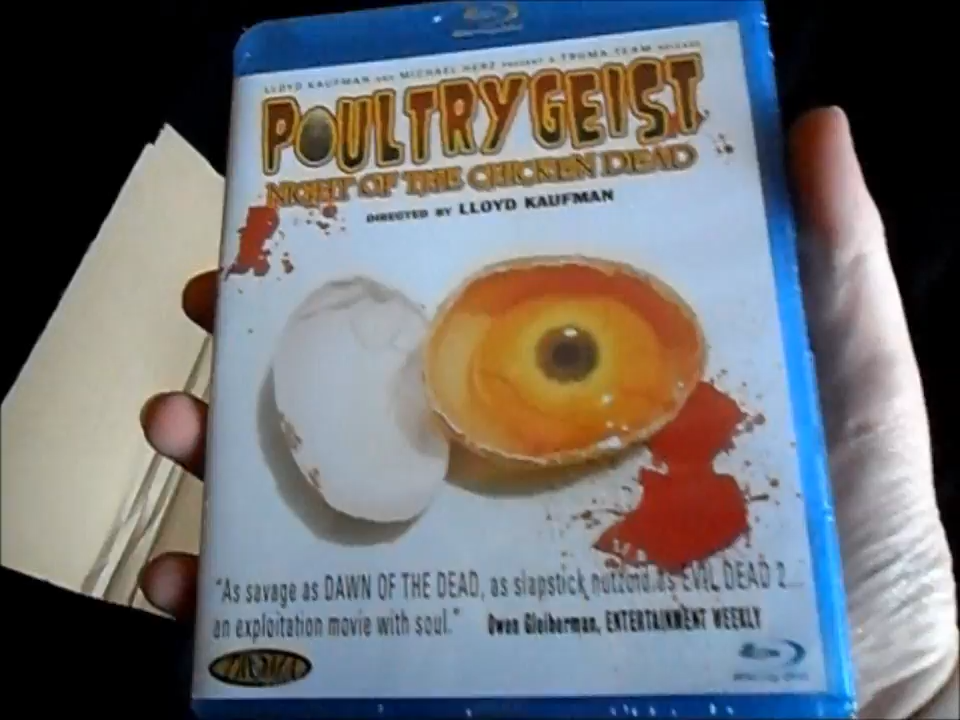 LLOYD KAUFMAN AND MICHAEL HERZ PRESENT A TROMA TEAM RELEASE
POULTRYGEIST
NIGHT OF THE CHICKEN DEAD
DIRECTED BY LLOYD KAUFMAN
"As savage as DAWN OF THE DEAD, as slapstick nutzoid as EVIL DEAD 2...
an exploitation movie with soul." Owen Gleiberman, ENTERTAINMENT WEEKLY
TROMA